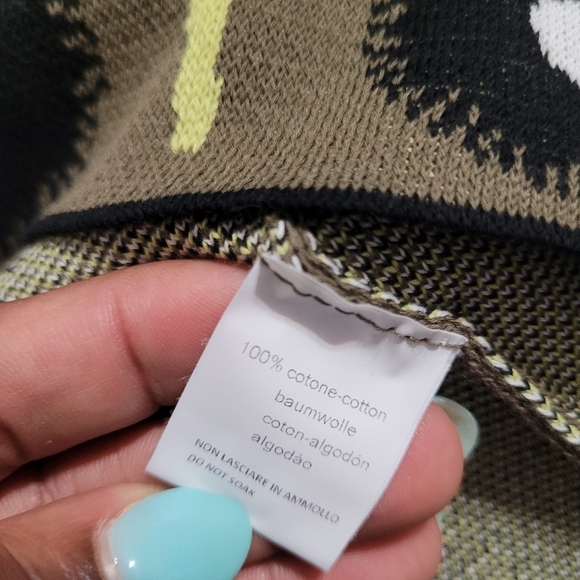 100% cotone-cotton
baumwolle
coton-algodón
algodão
NON LASCIARE IN AMMOLLO
DO NOT SOAK